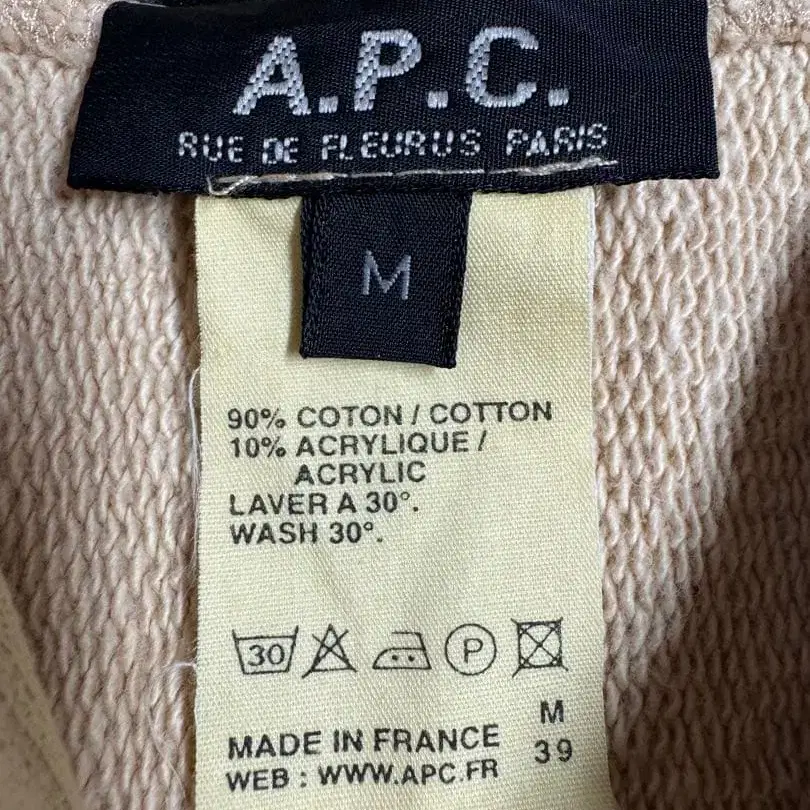 A.P.C.
RUE DE FLEURUS PARIS
M
90% COTON / COTTON
10% ACRYLIQUE /
ACRYLIC
LAVER A 30°.
WASH 30°.
30 P
M
MADE IN FRANCE 39
WEB : WWW.APC.FR